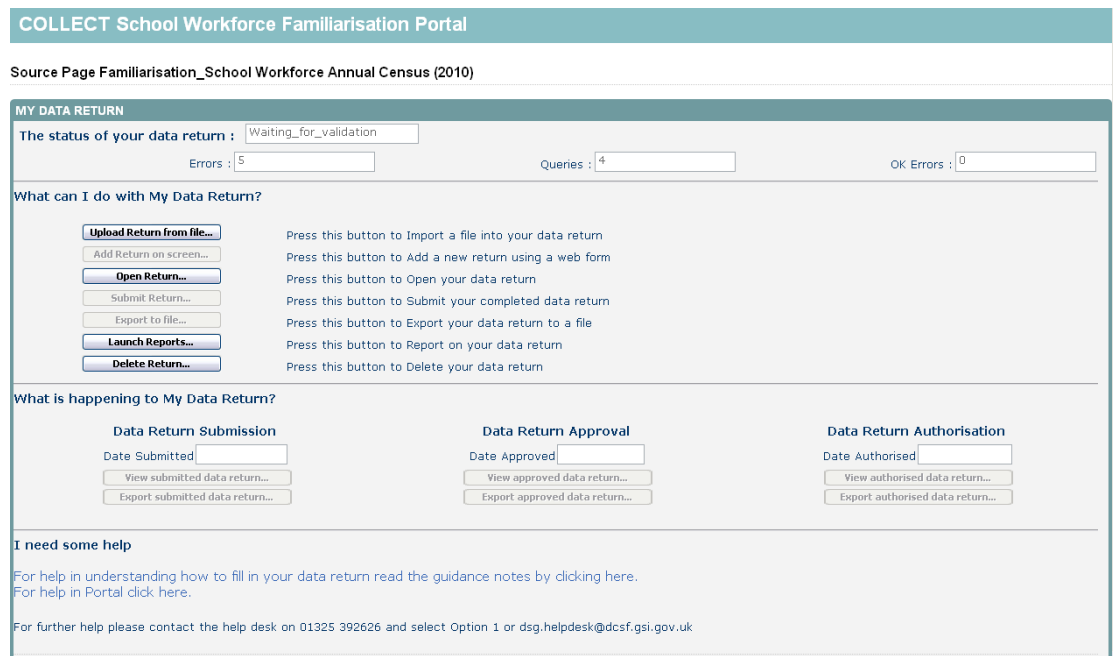 COLLECT School Workforce Familiarisation Portal
Source Page Familiarisation_School Workforce Annual Census (2010)
MY DATA RETURN
The status of your data return : Waiting_for_validation
Errors : 5 Queries : 4 OK Errors : 0
What can I do with My Data Return?
Upload Return from file... Press this button to Import a file into your data return
Add Return on screen... Press this button to Add a new return using a web form
Open Return... Press this button to Open your data return
Submit Return... Press this button to Submit your completed data return
Export to file... Press this button to Export your data return to a file
Launch Reports... Press this button to Report on your data return
Delete Return... Press this button to Delete your data return
What is happening to My Data Return?
Data Return Submission Data Return Approval Data Return Authorisation
Date Submitted Date Approved Date Authorised
View submitted data return... View approved data return... View authorised data return...
Export submitted data return... Export approved data return... Export authorised data return...
I need some help
For help in understanding how to fill in your data return read the guidance notes by clicking here.
For help in Portal click here.
For further help please contact the help desk on 01325 392626 and select Option 1 or dsg.helpdesk@dcsf.gsi.gov.uk